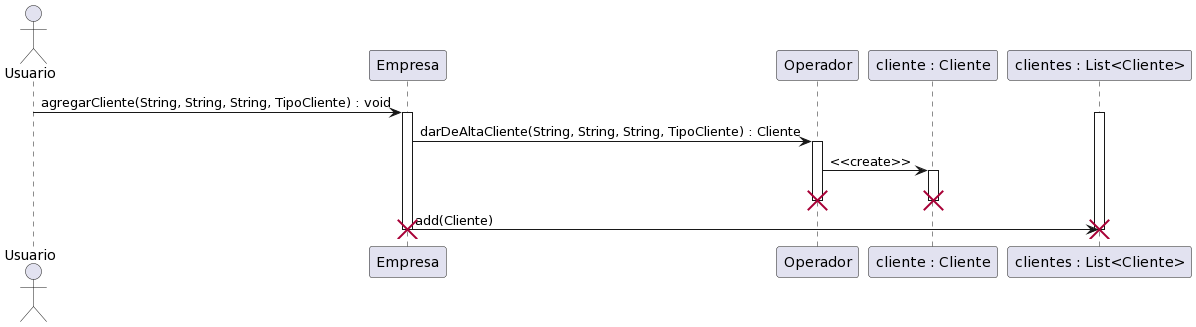 Usuario
Empresa
Operador
cliente : Cliente
clientes : List<Cliente>
agregarCliente(String, String, String, TipoCliente) : void
darDeAltaCliente(String, String, String, TipoCliente) : Cliente
<<create>>
add(Cliente)
Usuario
Empresa
Operador
cliente : Cliente
clientes : List<Cliente>